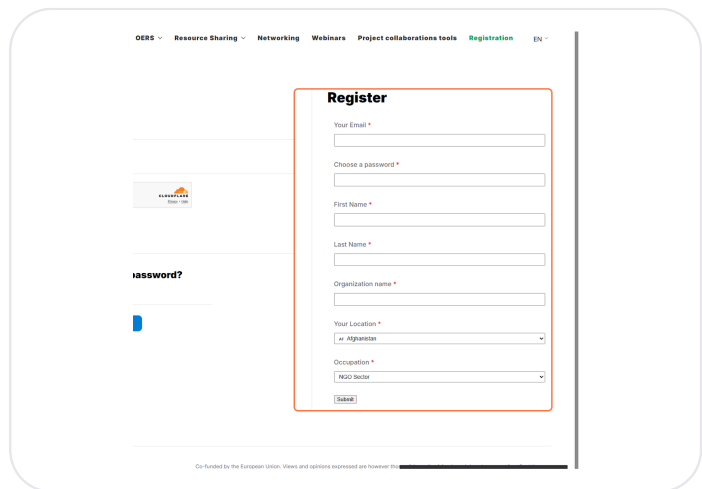 OERS Resource Sharing Networking Webinars Project collaborations tools Registration EN
Register
Your Email *
Choose a password *
CLOUDFLARE
First Name *
Last Name *
password?
Organization name *
Your Location *
AF Afghanistan
Occupation *
NGO Sector
Submit
Co-funded by the European Union. Views and opinions expressed are however